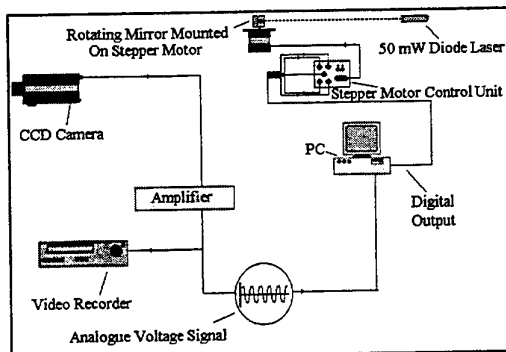 Rotating Mirror Mounted
On Stepper Motor
50 mW Diode Laser
CCD Camera
Stepper Motor Control Unit
PC
Digital
Output
Amplifier
Video Recorder
Analogue Voltage Signal